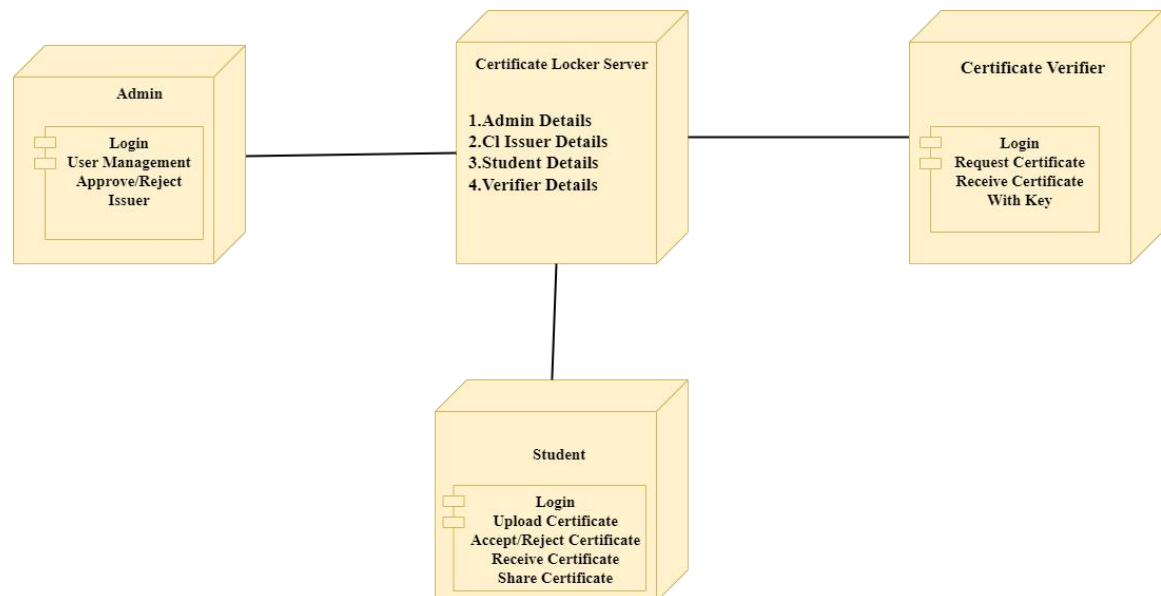 Admin
Login
User Management
Approve/Reject
Issuer
Certificate Locker Server
1.Admin Details
2.Cl Issuer Details
3.Student Details
4.Verifier Details
Certificate Verifier
Login
Request Certificate
Receive Certificate
With Key
Student
Login
Upload Certificate
Accept/Reject Certificate
Receive Certificate
Share Certificate